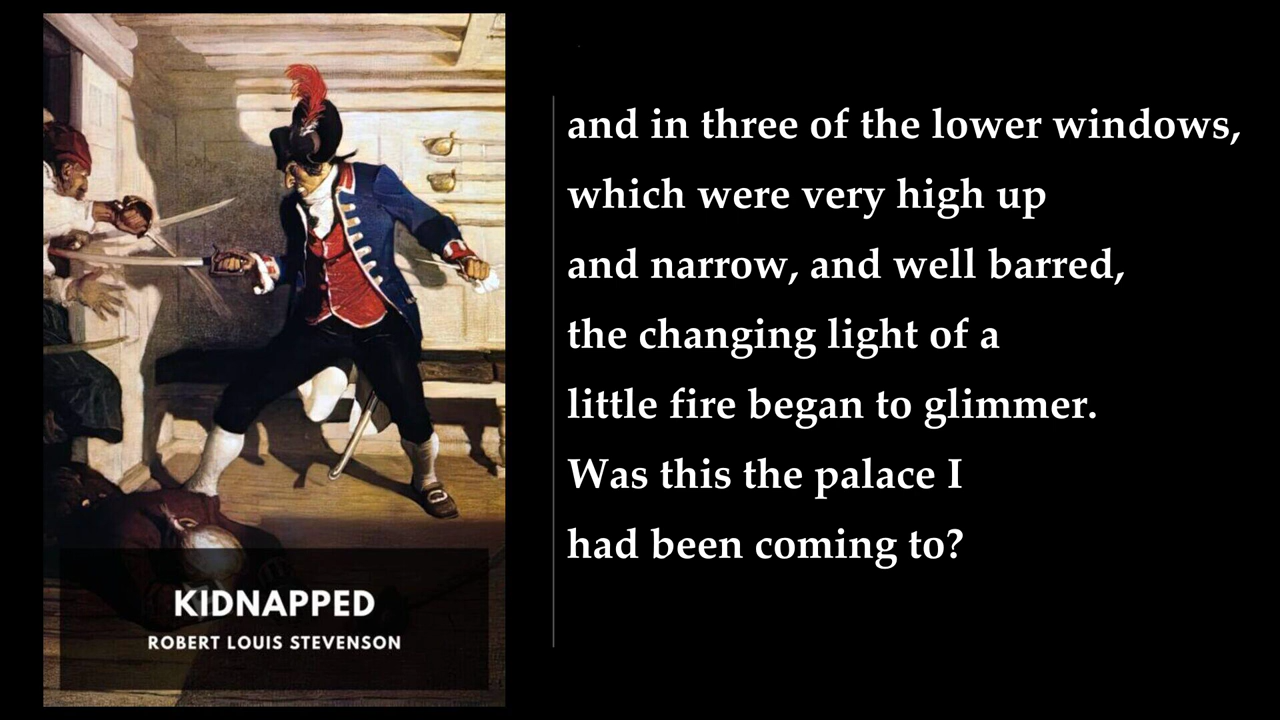 KIDNAPPED
ROBERT LOUIS STEVENSON
and in three of the lower windows,
which were very high up
and narrow, and well barred,
the changing light of a
little fire began to glimmer.
Was this the palace I
had been coming to?